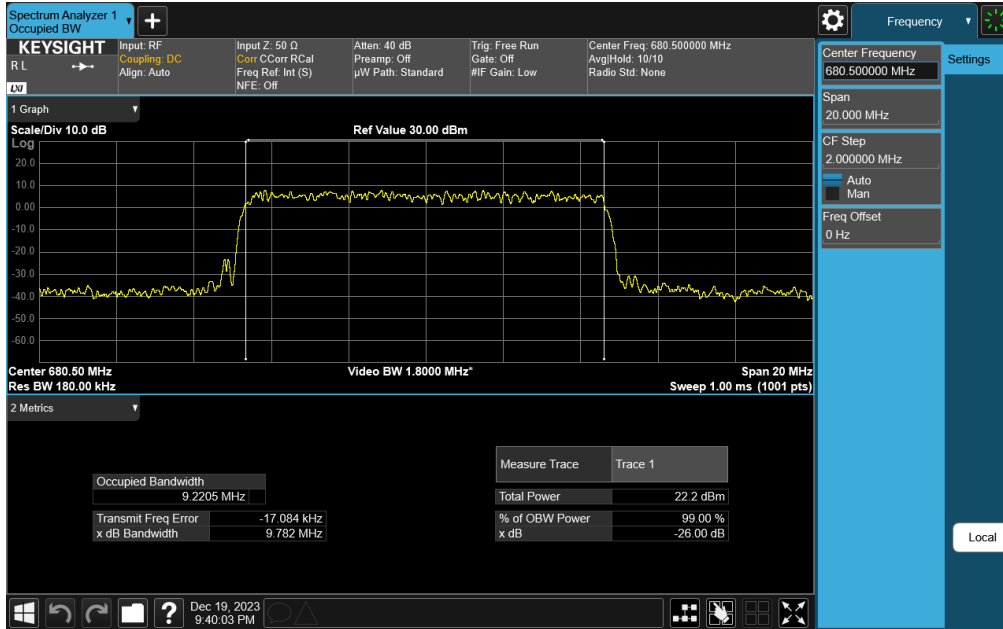 Spectrum Analyzer 1
Occupied BW
Frequency
KEYSIGHT
R L
LXI
Input: RF
Coupling: DC
Align: Auto
Input Z: 50 Ω
Corr CCorr RCal
Freq Ref: Int (S)
NFE: Off
Atten: 40 dB
Preamp: Off
µW Path: Standard
Trig: Free Run
Gate: Off
#IF Gain: Low
Center Freq: 680.500000 MHz
Avg|Hold: 10/10
Radio Std: None
Center Frequency
680.500000 MHz
Settings
Span
20.000 MHz
CF Step
2.000000 MHz
Auto
Man
Freq Offset
0 Hz
Local
1 Graph
Scale/Div 10.0 dB
Ref Value 30.00 dBm
Log
20.0
10.0
0.00
-10.0
-20.0
-30.0
-40.0
-50.0
-60.0
Center 680.50 MHz
Video BW 1.8000 MHz*
Span 20 MHz
Res BW 180.00 kHz
Sweep 1.00 ms (1001 pts)
2 Metrics
Occupied Bandwidth
9.2205 MHz
Transmit Freq Error -17.084 kHz
x dB Bandwidth 9.782 MHz
Measure Trace Trace 1
Total Power 22.2 dBm
% of OBW Power 99.00 %
x dB -26.00 dB
?
Dec 19, 2023
9:40:03 PM